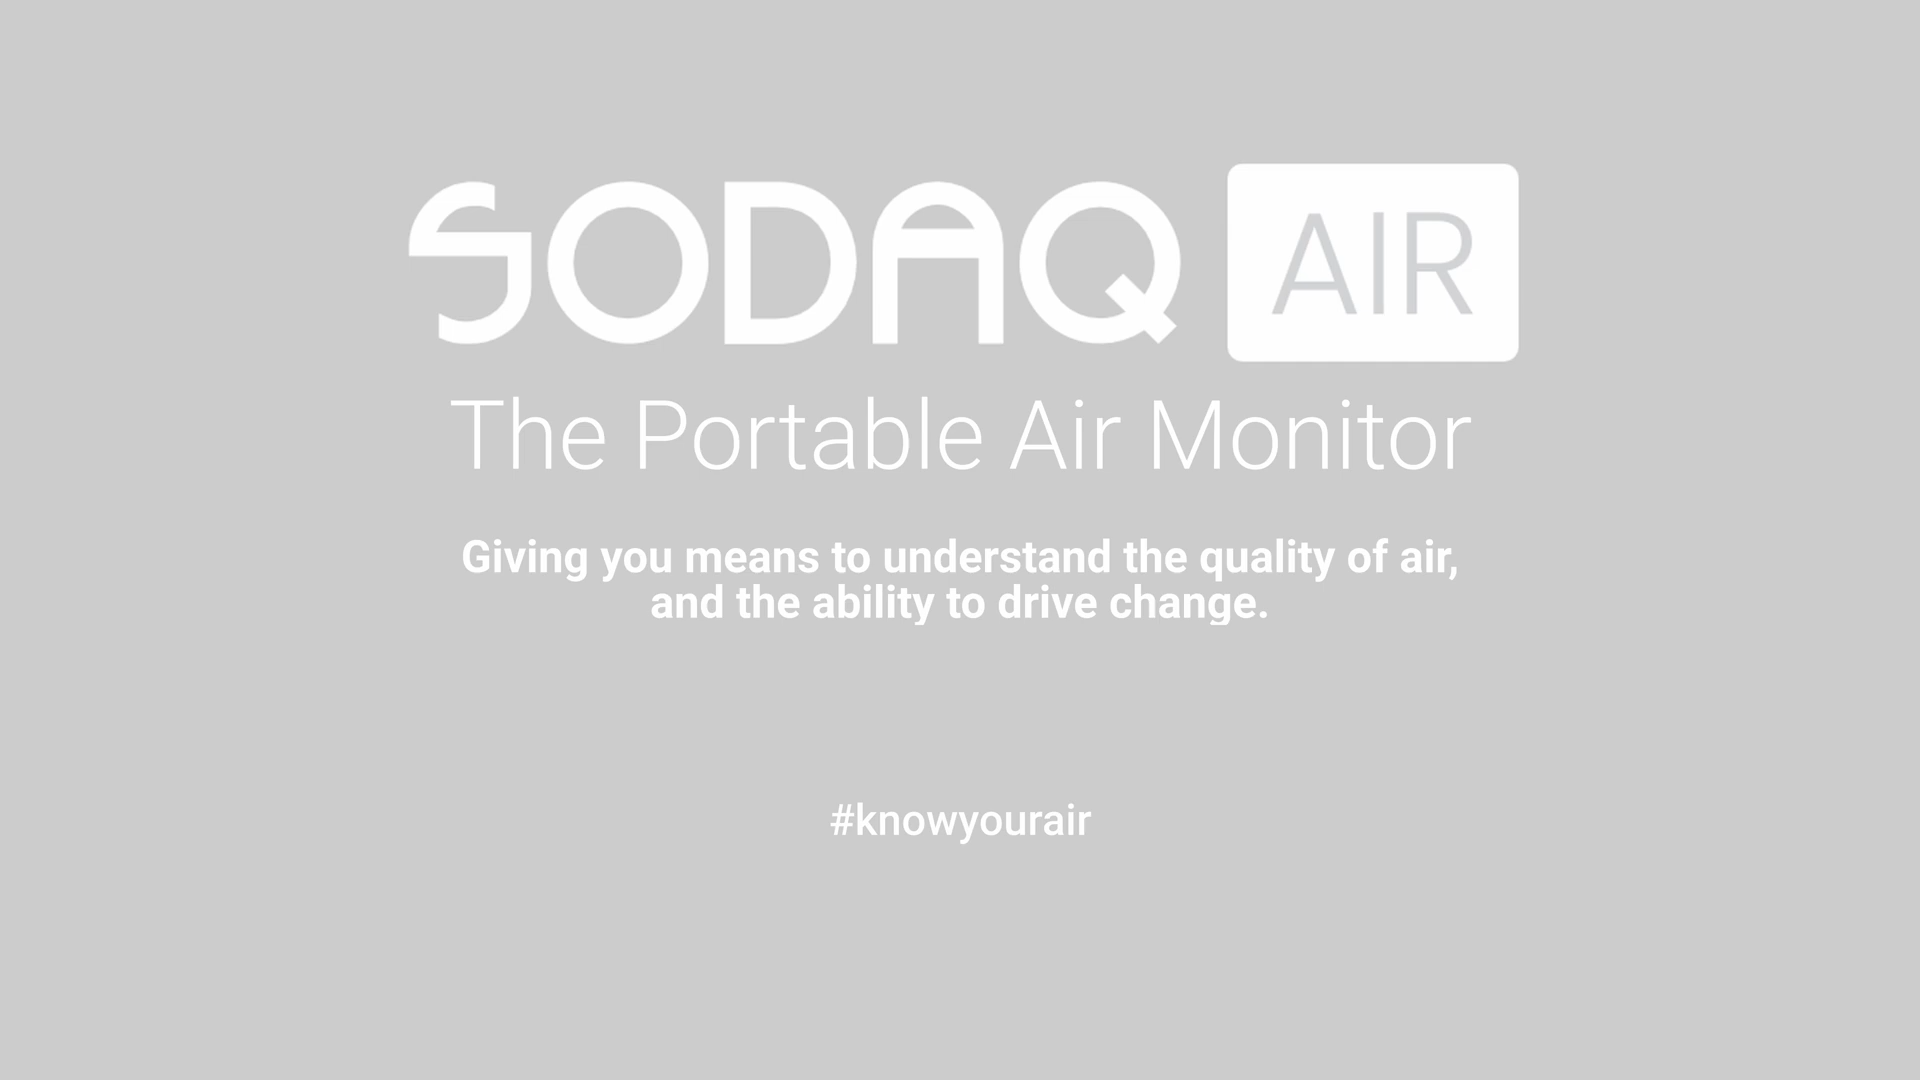 SODAQ AIR
The Portable Air Monitor
Giving you means to understand the quality of air,
and the ability to drive change.
#knowyourair